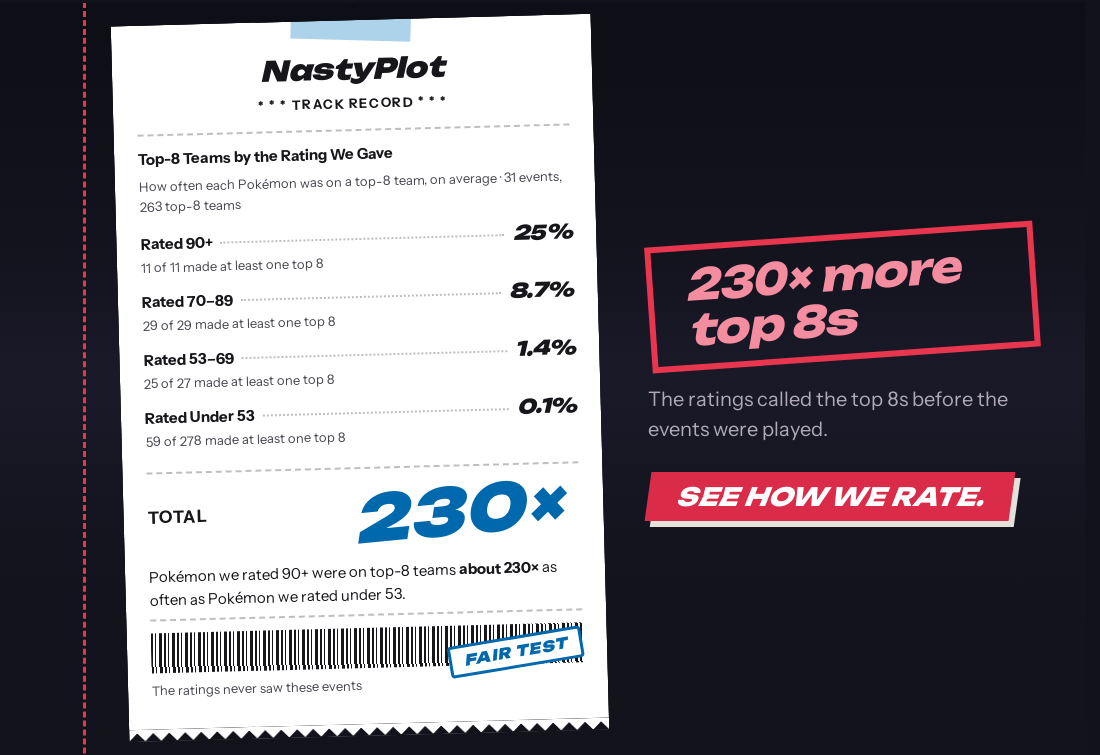 NastyPlot
* * * TRACK RECORD * * *
Top-8 Teams by the Rating We Gave
How often each Pokémon was on a top-8 team, on average · 31 events,
263 top-8 teams
Rated 90+ 25%
11 of 11 made at least one top 8
Rated 70–89 8.7%
29 of 29 made at least one top 8
Rated 53–69 1.4%
25 of 27 made at least one top 8
Rated Under 53 0.1%
59 of 278 made at least one top 8
TOTAL 230×
Pokémon we rated 90+ were on top-8 teams about 230× as
often as Pokémon we rated under 53.
FAIR TEST
The ratings never saw these events
230× more
top 8s
The ratings called the top 8s before the
events were played.
SEE HOW WE RATE.